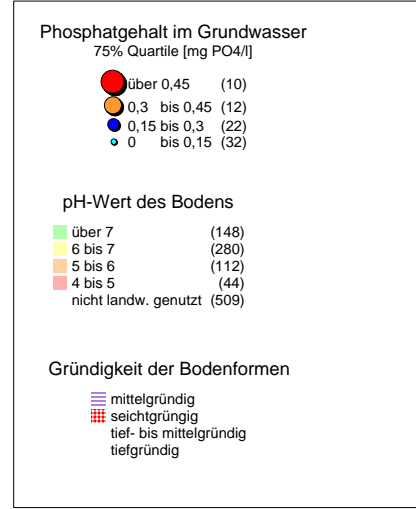 Phosphatgehalt im Grundwasser
75% Quartile [mg PO4/l]
über 0,45 (10)
0,3 bis 0,45 (12)
0,15 bis 0,3 (22)
0 bis 0,15 (32)
pH-Wert des Bodens
über 7 (148)
6 bis 7 (280)
5 bis 6 (112)
4 bis 5 (44)
nicht landw. genutzt (509)
Gründigkeit der Bodenformen
mittelgründig
seichtgrüngig
tief- bis mittelgründig
tiefgründig